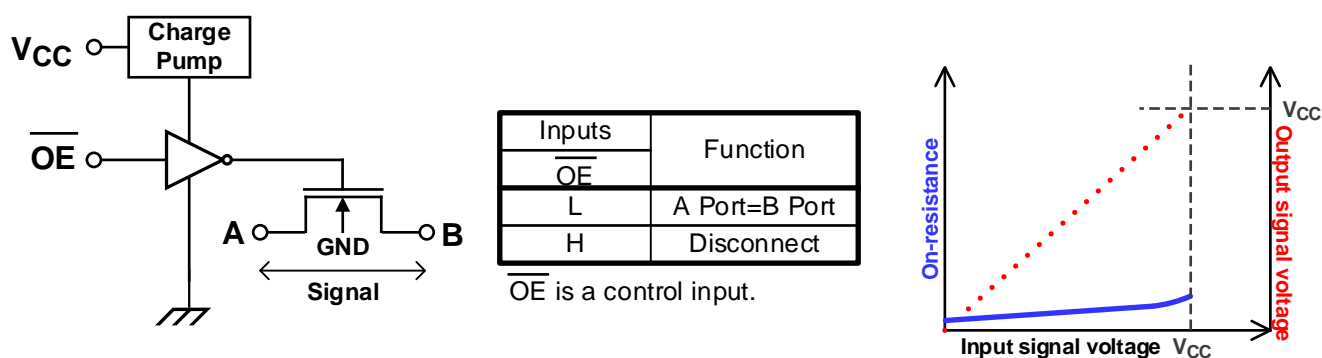 Charge
Pump
VCC
OE
A
GND
B
Signal
Inputs
Function
OE
L
A Port=B Port
H
Disconnect
OE is a control input.
On-resistance
VCC
Output signal voltage
Input signal voltage
VCC